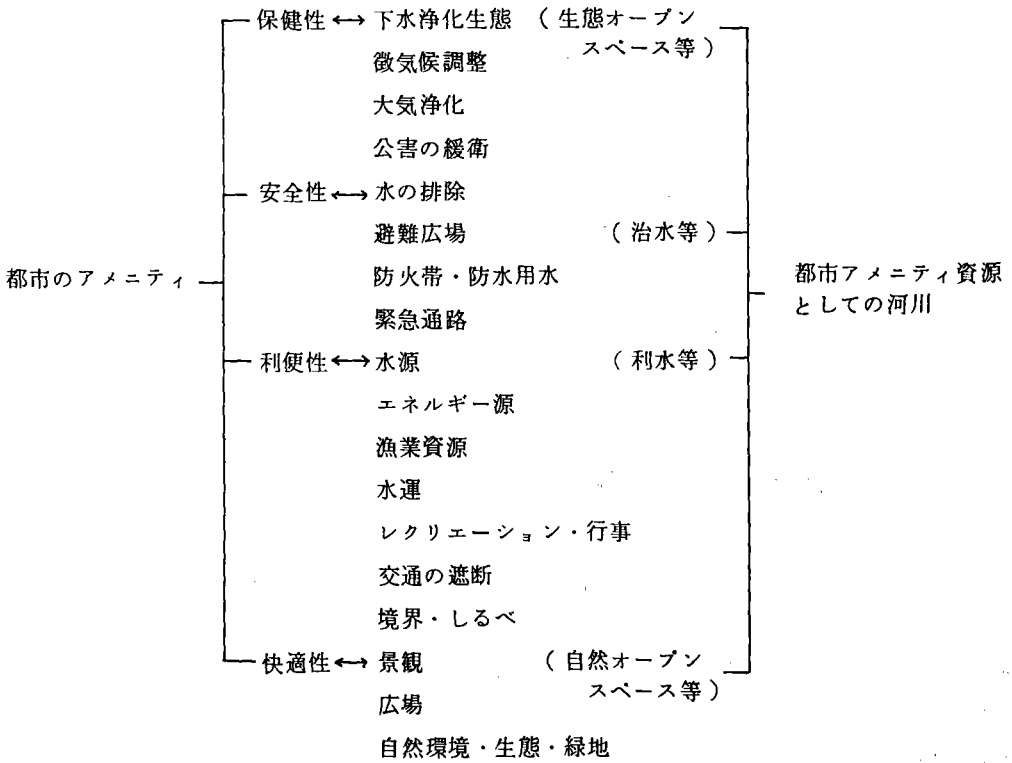 保健性 ⟷ 下水浄化生態 (生態オープン
スペース等)
微気候調整
大気浄化
公害の緩衛
安全性 ⟷ 水の排除
避難広場 (治水等)
都市のアメニティ
防火帯・防水用水
都市アメニティ資源
としての河川
緊急通路
利便性 ⟷ 水源 (利水等)
エネルギー源
漁業資源
水運
レクリエーション・行事
交通の遮断
境界・しるべ
快適性 ⟷ 景観 (自然オープン
スペース等)
広場
自然環境・生態・緑地